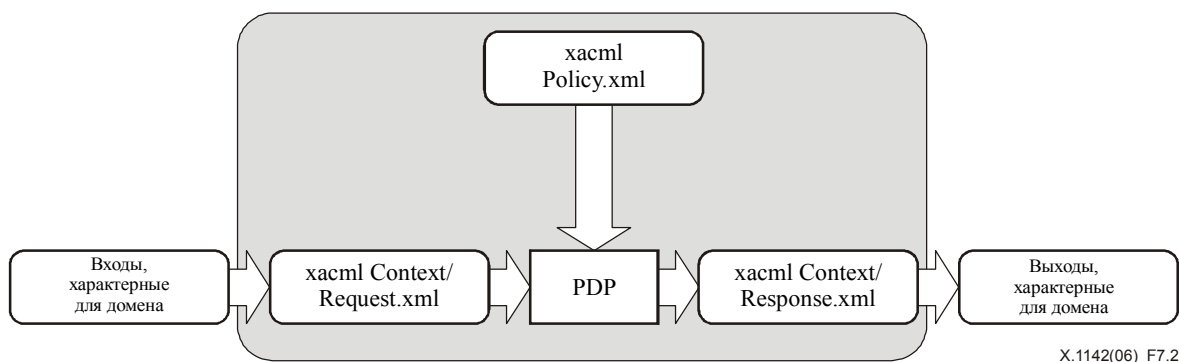 xacml
Policy.xml
Входы,
характерные
для домена
xacml Context/
Request.xml
PDP
xacml Context/
Response.xml
Выходы,
характерные
для домена
X.1142(06)_F7.2